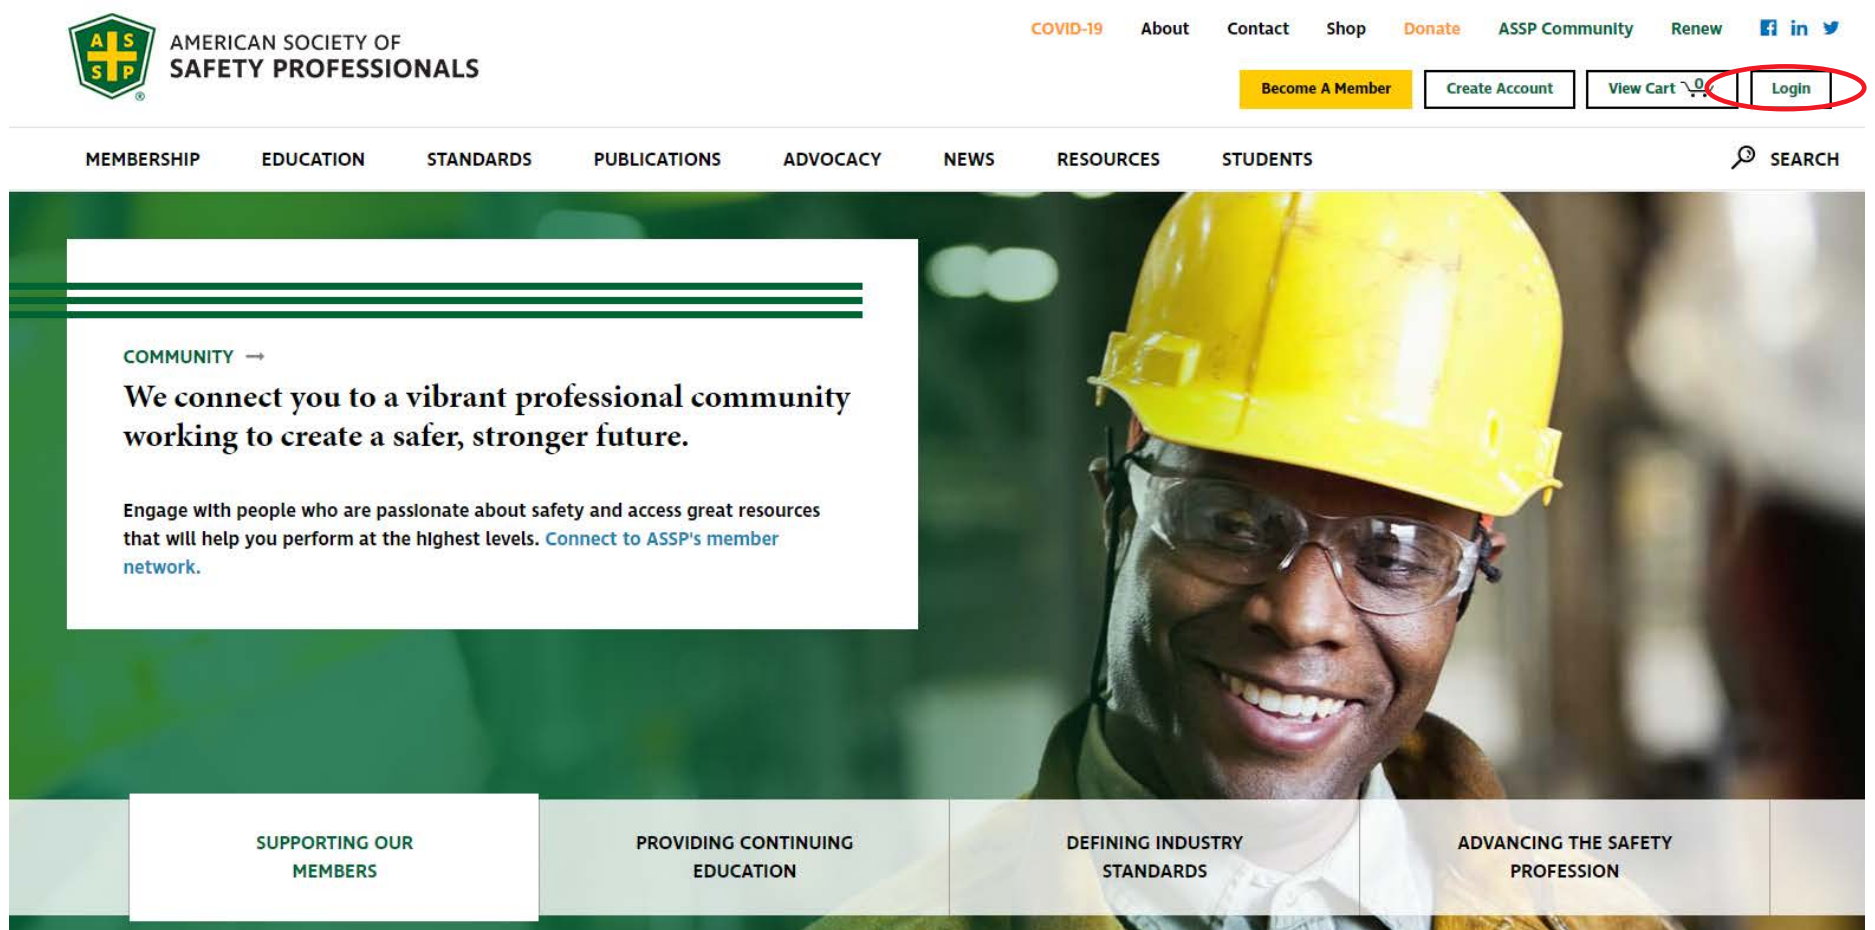 A S
S P
®
AMERICAN SOCIETY OF
SAFETY PROFESSIONALS
COVID-19 About Contact Shop Donate ASSP Community Renew
Become A Member Create Account View Cart 0 Login
MEMBERSHIP EDUCATION STANDARDS PUBLICATIONS ADVOCACY NEWS RESOURCES STUDENTS SEARCH
COMMUNITY →
We connect you to a vibrant professional community
working to create a safer, stronger future.
Engage with people who are passionate about safety and access great resources
that will help you perform at the highest levels. Connect to ASSP's member
network.
SUPPORTING OUR
MEMBERS
PROVIDING CONTINUING
EDUCATION
DEFINING INDUSTRY
STANDARDS
ADVANCING THE SAFETY
PROFESSION